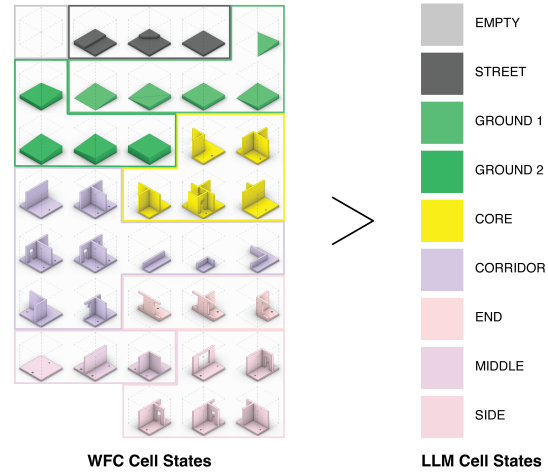 EMPTY
STREET
GROUND 1
GROUND 2
CORE
CORRIDOR
END
MIDDLE
SIDE
WFC Cell States
LLM Cell States